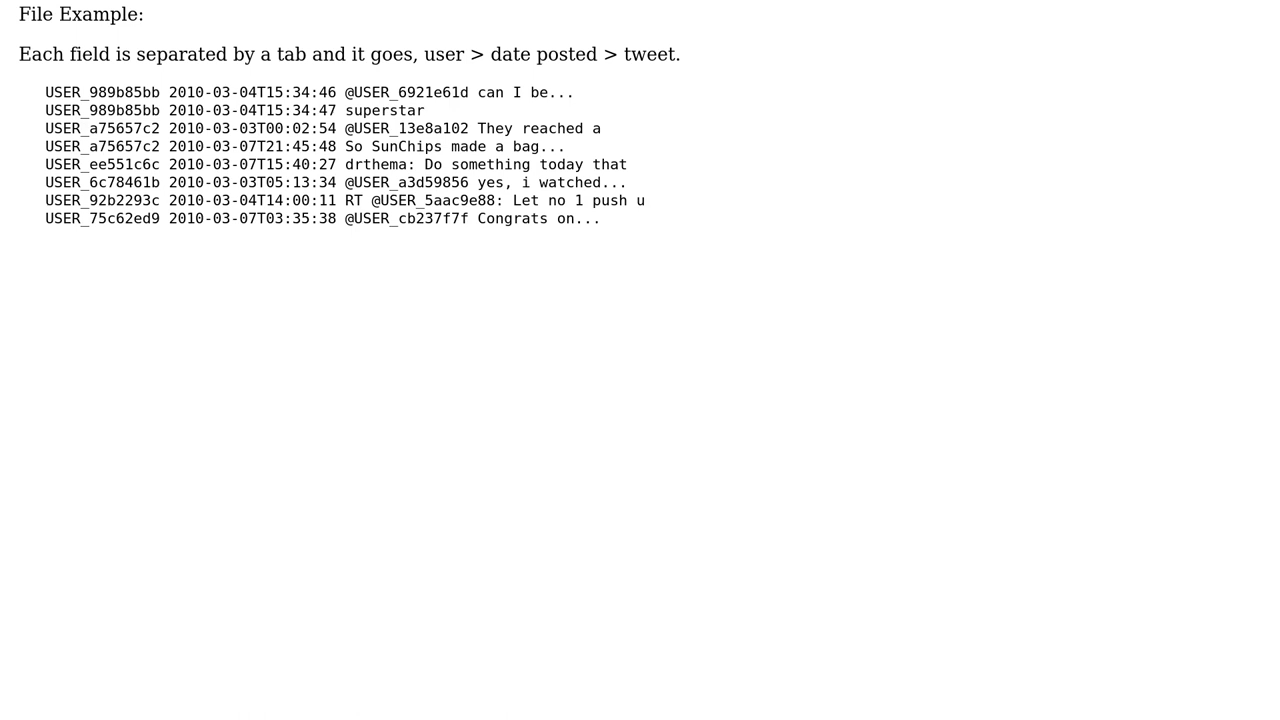 File Example:
Each field is separated by a tab and it goes, user > date posted > tweet.
USER_989b85bb 2010-03-04T15:34:46 @USER_6921e61d can I be...
USER_989b85bb 2010-03-04T15:34:47 superstar
USER_a75657c2 2010-03-03T00:02:54 @USER_13e8a102 They reached a
USER_a75657c2 2010-03-07T21:45:48 So SunChips made a bag...
USER_ee551c6c 2010-03-07T15:40:27 drthema: Do something today that
USER_6c78461b 2010-03-03T05:13:34 @USER_a3d59856 yes, i watched...
USER_92b2293c 2010-03-04T14:00:11 RT @USER_5aac9e88: Let no 1 push u
USER_75c62ed9 2010-03-07T03:35:38 @USER_cb237f7f Congrats on...